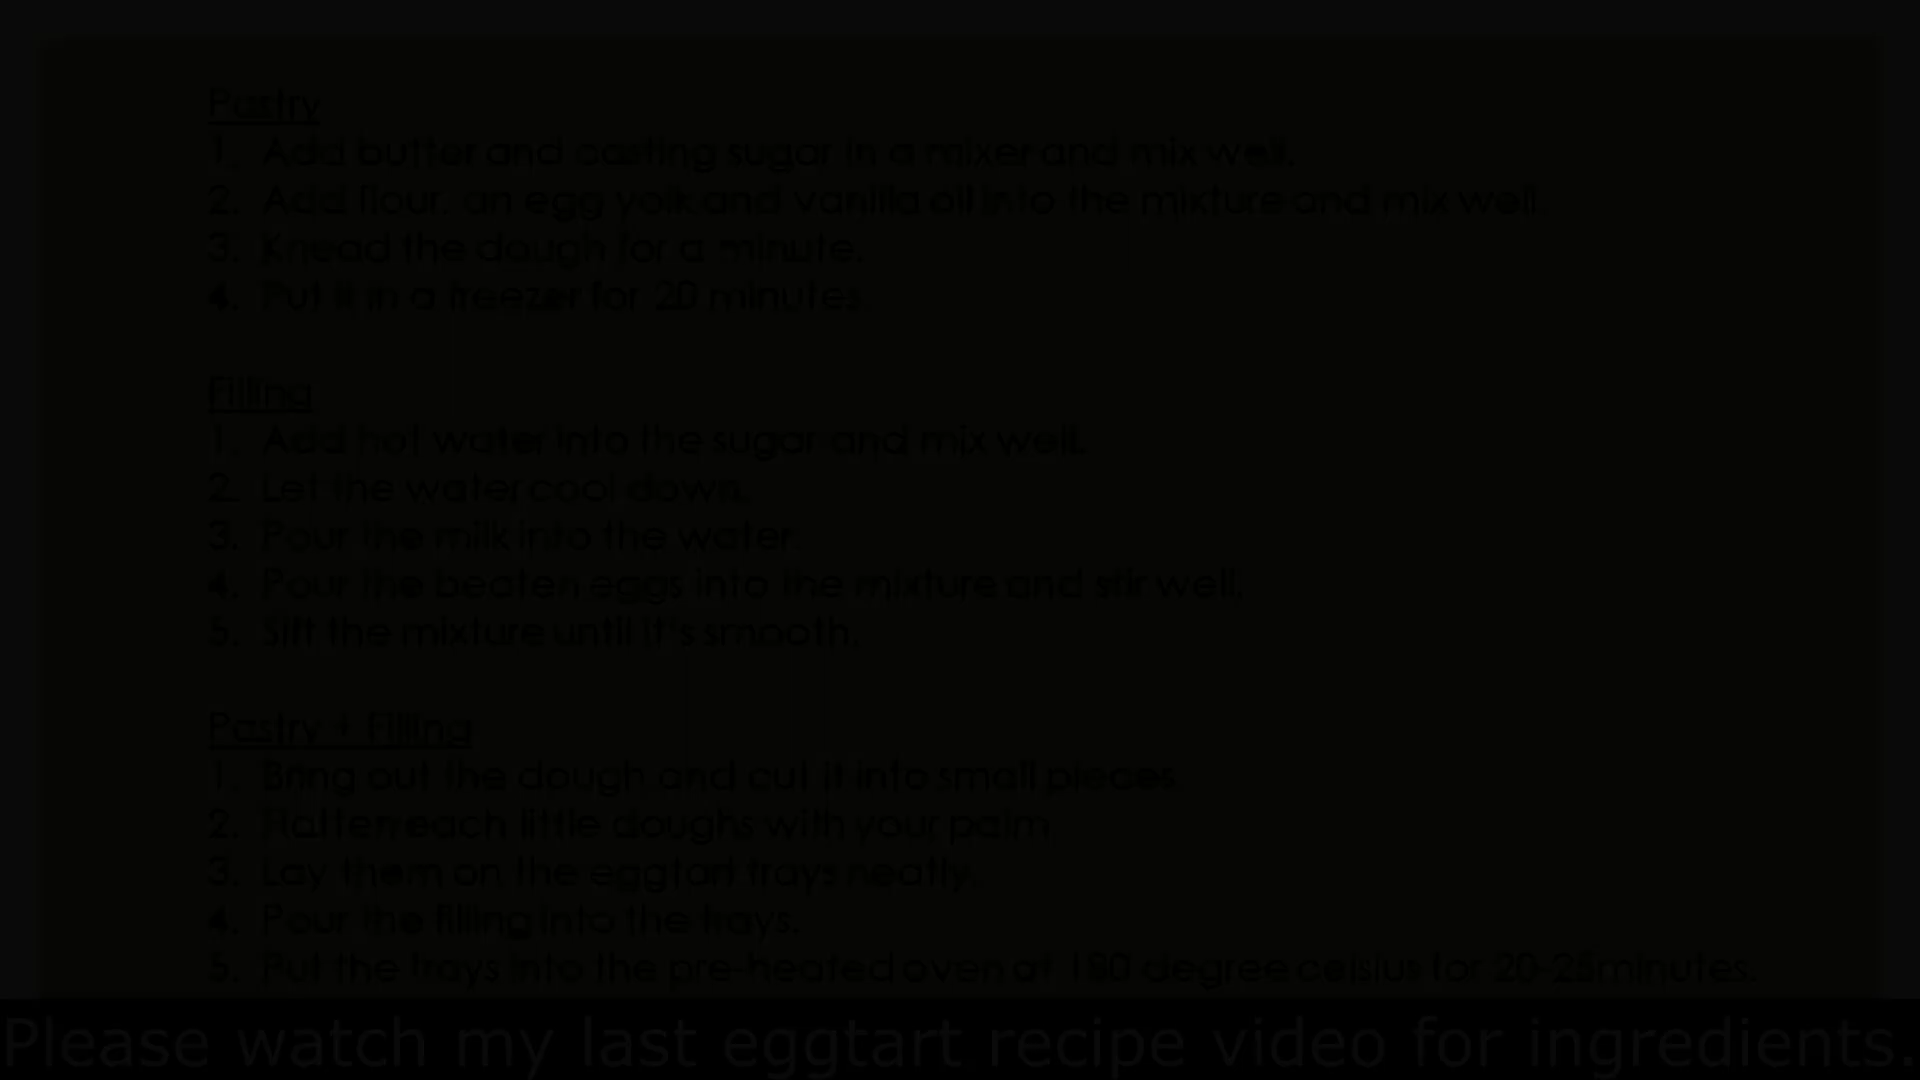 Pastry
1. Add butter and casting sugar in a mixer and mix well.
2. Add flour, an egg yolk and vanilla oil into the mixture and mix well.
3. Knead the dough for a minute.
4. Put it in a freezer for 20 minutes.
Filling
1. Add hot water into the sugar and mix well.
2. Let the water cool down.
3. Pour the milk into the water.
4. Pour the beaten eggs into the mixture and stir well.
5. Sift the mixture until it's smooth.
Pastry + Filling
1. Bring out the dough and cut it into small pieces.
2. Flatten each little doughs with your palm.
3. Lay them on the eggtart trays neatly.
4. Pour the filling into the trays.
5. Put the trays into the pre-heated oven at degree celsius for 20-25minutes.
Please watch my last eggtart recipe video for ingredients.